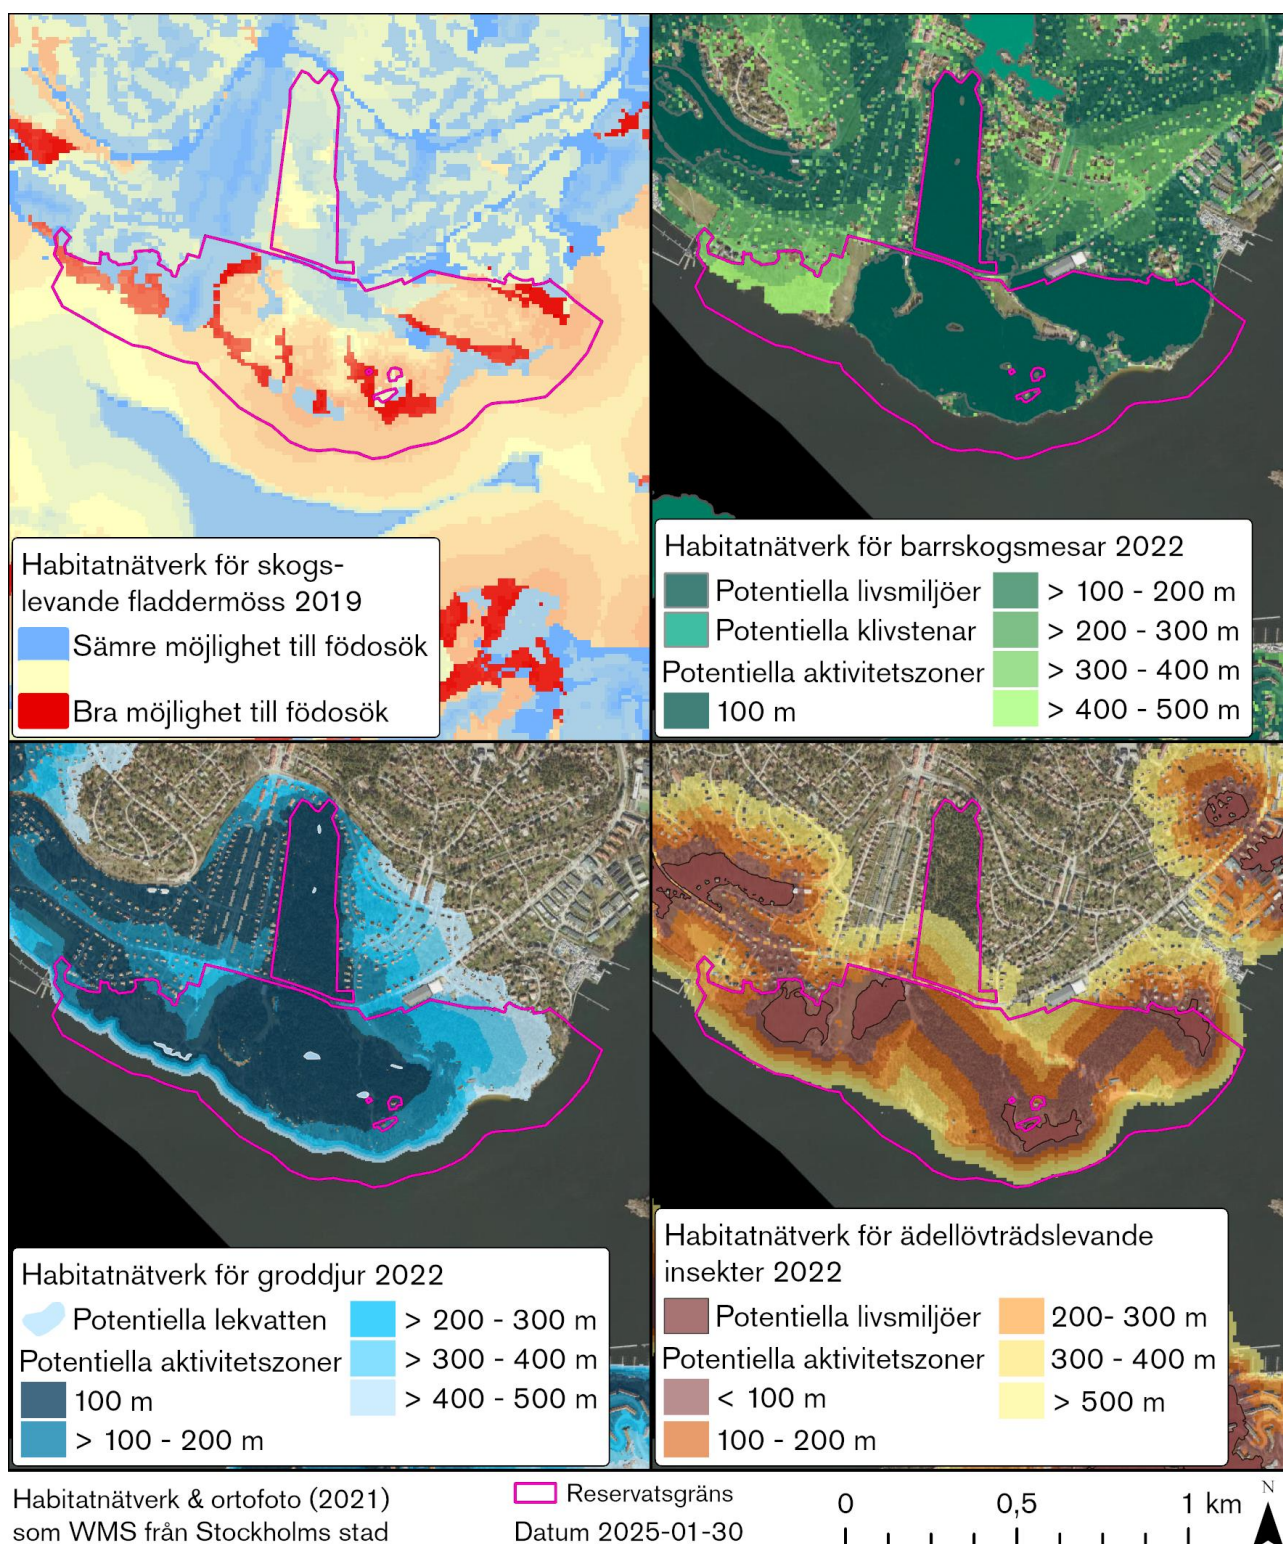 Habitatnätverk för skogs-
levande fladdermöss 2019
Sämre möjlighet till födosök
Bra möjlighet till födosök
Habitatnätverk för barrskogsmesar 2022
Potentiella livsmiljöer
Potentiella klivstenar
Potentiella aktivitetszoner
100 m
> 100 - 200 m
> 200 - 300 m
> 300 - 400 m
> 400 - 500 m
Habitatnätverk för groddjur 2022
Potentiella lekvatten
Potentiella aktivitetszoner
100 m
> 100 - 200 m
> 200 - 300 m
> 300 - 400 m
> 400 - 500 m
Habitatnätverk för ädellövträdslevande
insekter 2022
Potentiella livsmiljöer
Potentiella aktivitetszoner
< 100 m
100 - 200 m
200- 300 m
300 - 400 m
> 500 m
Habitatnätverk & ortofoto (2021)
som WMS från Stockholms stad
Reservatsgräns
Datum 2025-01-30
0 0,5 1 km
N